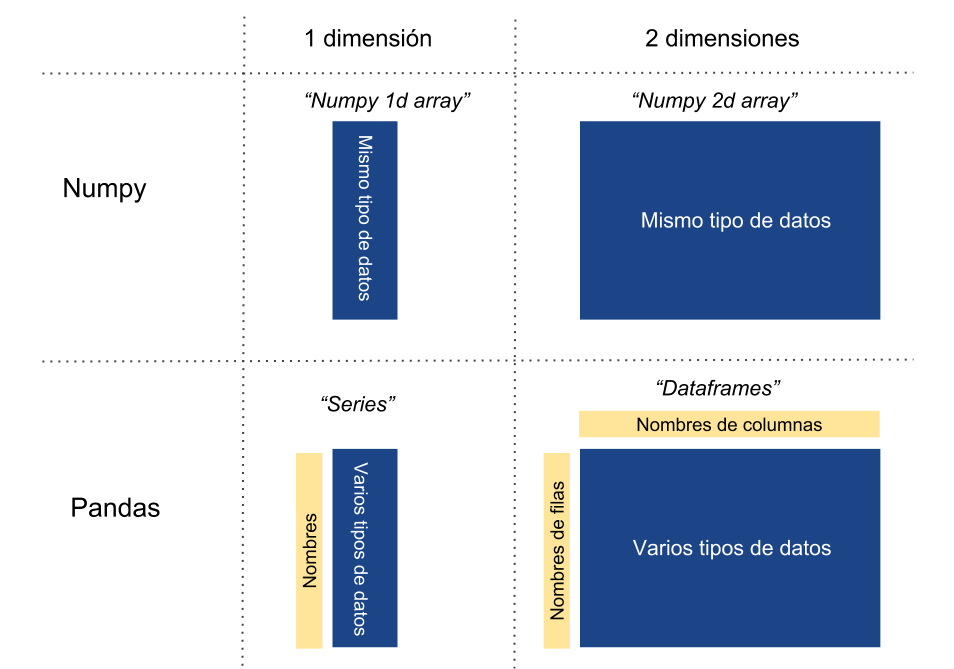 1 dimensión
2 dimensiones
Numpy
“Numpy 1d array”
Mismo tipo de datos
“Numpy 2d array”
Mismo tipo de datos
Pandas
“Series”
Nombres
Varios tipos de datos
“Dataframes”
Nombres de columnas
Nombres de filas
Varios tipos de datos